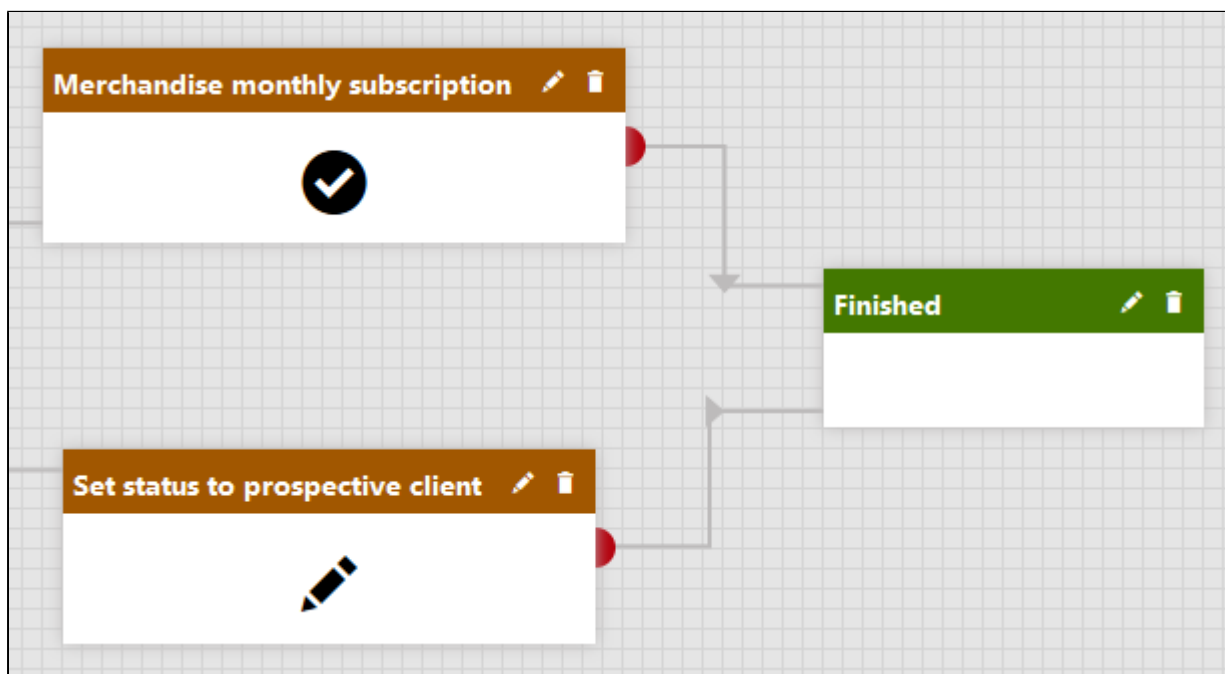 Merchandise monthly subscription
Finished
Set status to prospective client